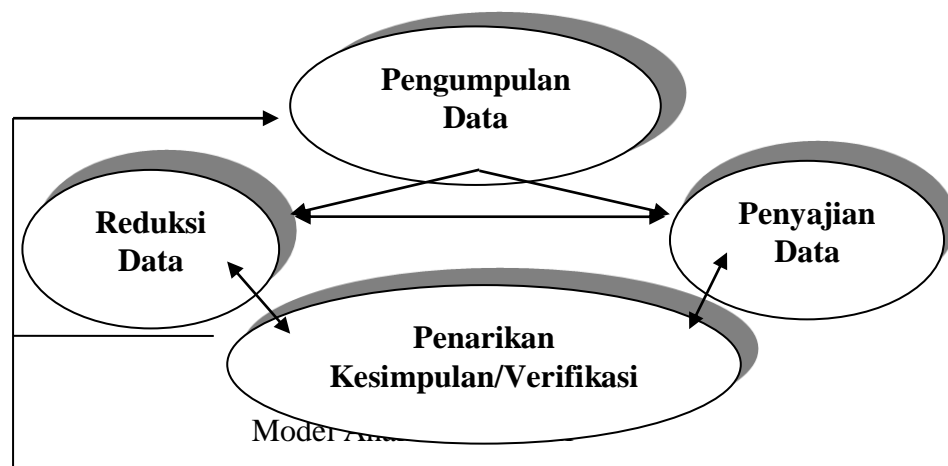 Pengumpulan
Data
Reduksi
Data
Penyajian
Data
Penarikan
Kesimpulan/Verifikasi
Model